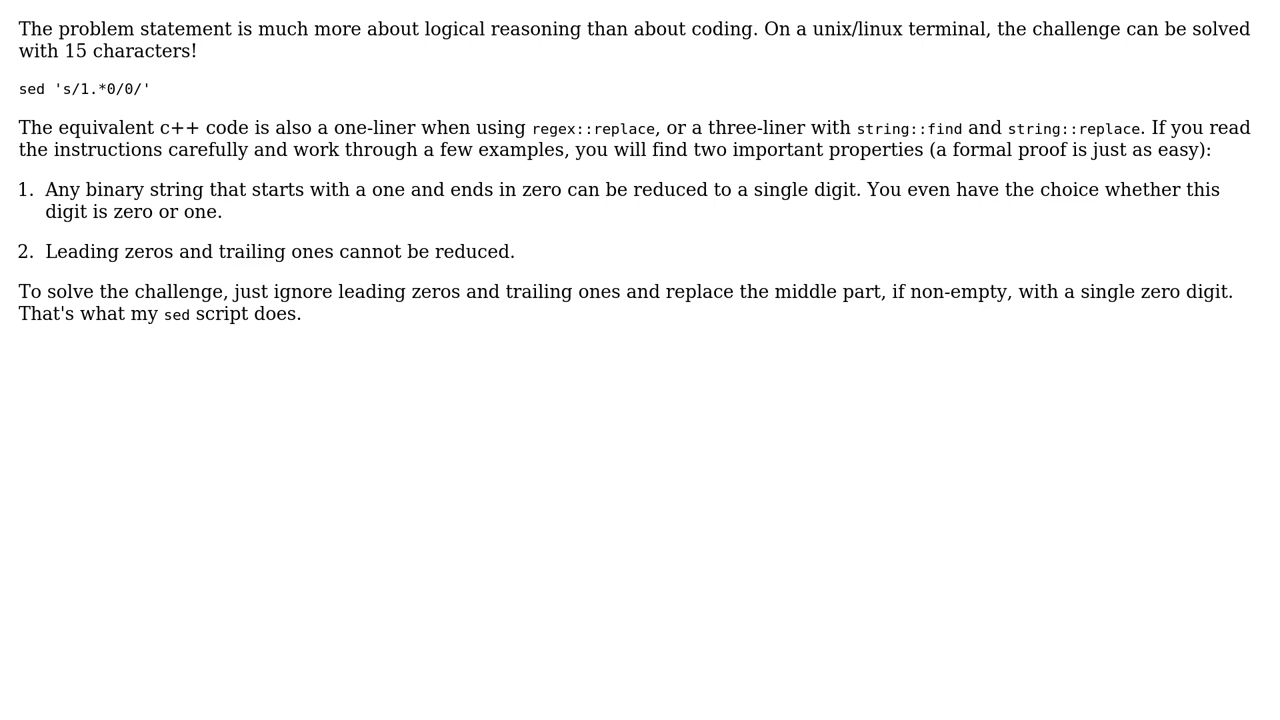 The problem statement is much more about logical reasoning than about coding. On a unix/linux terminal, the challenge can be solved
with 15 characters!
sed 's/1.*0/0/'
The equivalent c++ code is also a one-liner when using regex::replace, or a three-liner with string::find and string::replace. If you read
the instructions carefully and work through a few examples, you will find two important properties (a formal proof is just as easy):
1. Any binary string that starts with a one and ends in zero can be reduced to a single digit. You even have the choice whether this
digit is zero or one.
2. Leading zeros and trailing ones cannot be reduced.
To solve the challenge, just ignore leading zeros and trailing ones and replace the middle part, if non-empty, with a single zero digit.
That's what my sed script does.